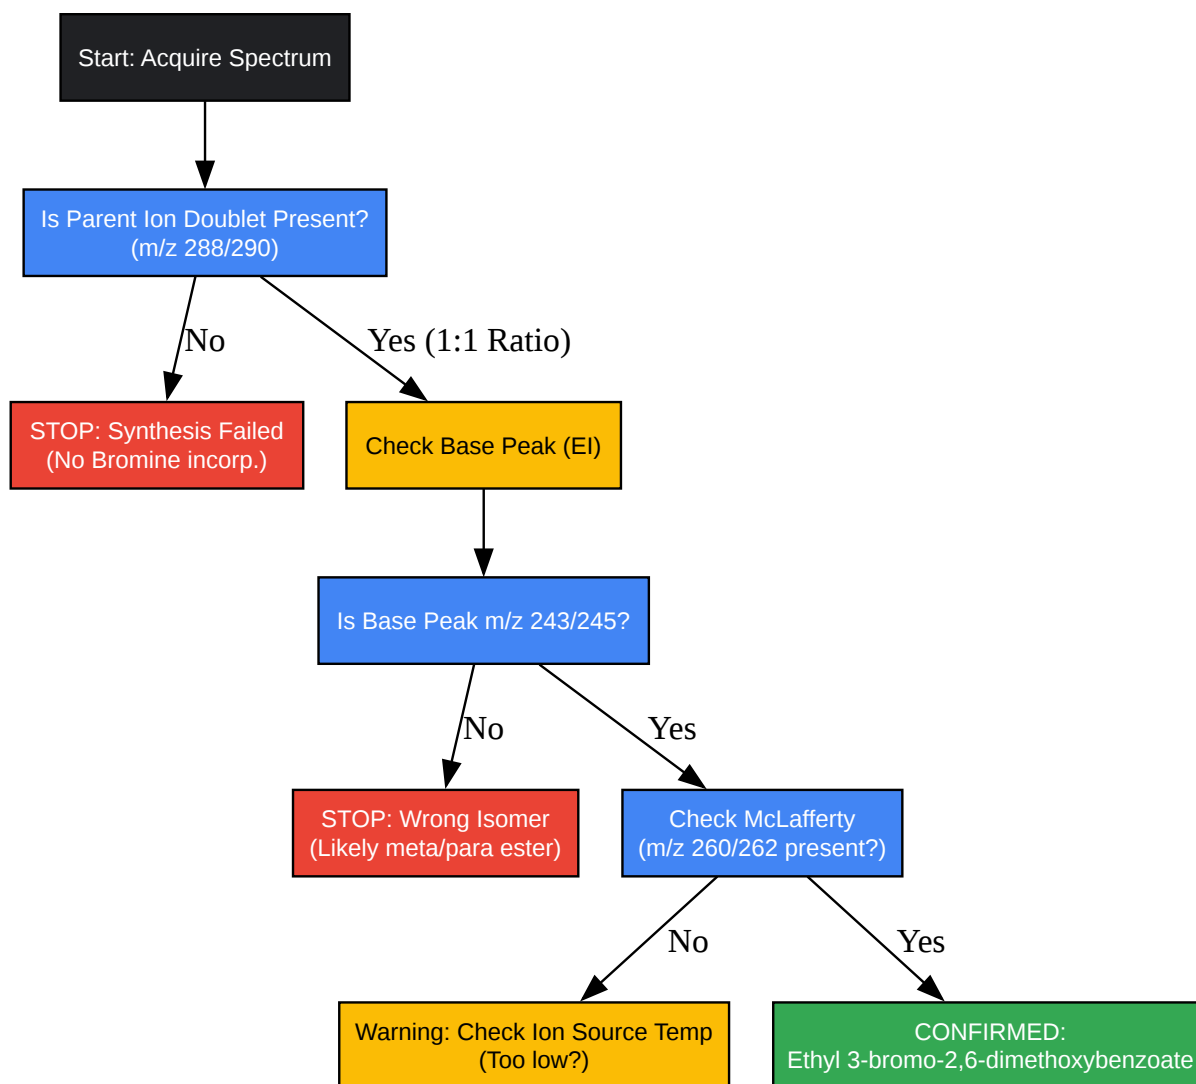 Start: Acquire Spectrum
Is Parent Ion Doublet Present?
(m/z 288/290)
No
Yes (1:1 Ratio)
STOP: Synthesis Failed
(No Bromine incorp.)
Check Base Peak (EI)
Is Base Peak m/z 243/245?
No
Yes
STOP: Wrong Isomer
(Likely meta/para ester)
Check McLafferty
(m/z 260/262 present?)
No
Yes
Warning: Check Ion Source Temp
(Too low?)
CONFIRMED:
Ethyl 3-bromo-2,6-dimethoxybenzoate